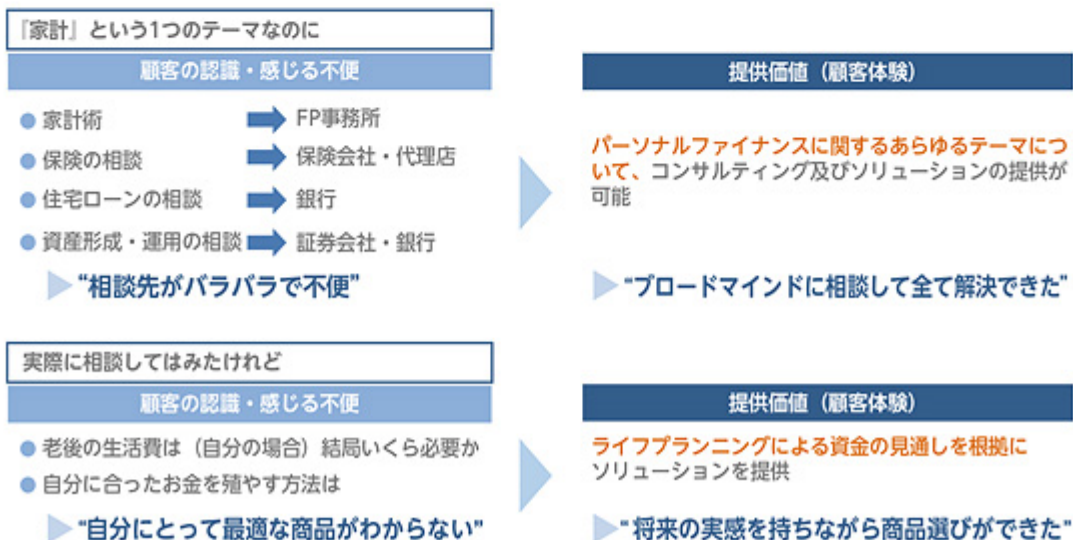 『家計』という1つのテーマなのに
顧客の認識・感じる不便
● 家計術 FP事務所
● 保険の相談 保険会社・代理店
● 住宅ローンの相談 銀行
● 資産形成・運用の相談 証券会社・銀行
“相談先がバラバラで不便”
提供価値（顧客体験）
パーソナルファイナンスに関するあらゆるテーマにつ
いて、コンサルティング及びソリューションの提供が
可能
“ブロードマインドに相談して全て解決できた”
実際に相談してはみたけれど
顧客の認識・感じる不便
● 老後の生活費は（自分の場合）結局いくら必要か
● 自分に合ったお金を殖やす方法は
“自分にとって最適な商品がわからない”
提供価値（顧客体験）
ライフプランニングによる資金の見通しを根拠に
ソリューションを提供
“将来の実感を持ちながら商品選びができた”